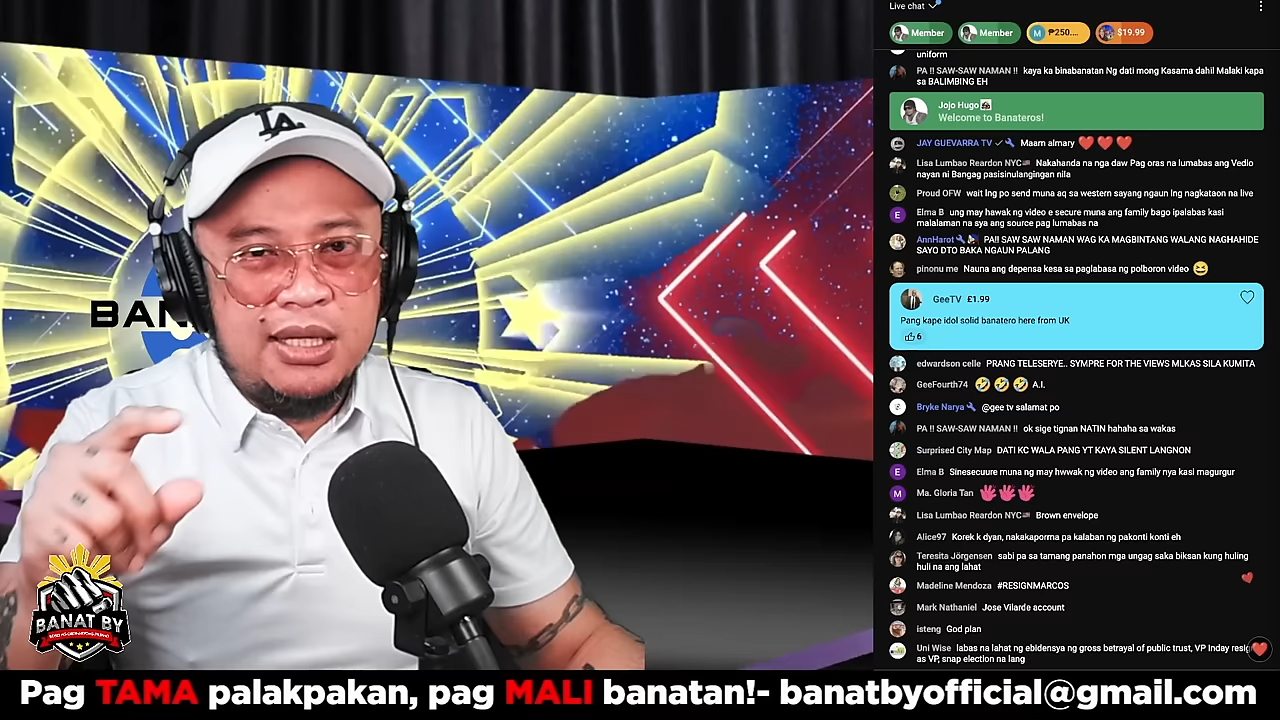 LA
BAN
BANAT BY
Pag TAMA palakpakan, pag MALI banatan!- banatbyofficial@gmail.com
Live chat
Member
Member
M ₱250....
$19.99
uniform
PA !! SAW-SAW NAMAN !! kaya ka binabanatan Ng dati mong Kasama dahil Malaki kapa
sa BALIMBING EH
Jojo Hugo
Welcome to Banateros!
JAY GUEVARRA TV Maam almary ❤️❤️❤️
Lisa Lumbao Reardon NYC Nakahanda na nga daw Pag oras na lumabas ang Vedio
nayan ni Bangag pasisinulangingan nila
Proud OFW wait lng po send muna aq sa western sayang ngaun lng nagkataon na live
E Elma B ung may hawak ng video e secure muna ang family bago ipalabas kasi
malalaman na sya ang source pag lumabas na
AnnHarot PA!! SAW SAW NAMAN WAG KA MAGBINTANG WALANG NAGHAHIDE
SAYO DTO BAKA NGAUN PALANG
pinonu me Nauna ang depensa kesa sa paglabasa ng polboron video 😆
GeeTV £1.99
Pang kape idol solid banatero here from UK
6
edwardson celle PRANG TELESERYE.. SYMPRE FOR THE VIEWS MLKAS SILA KUMITA
GeeFourth74 🤣🤣🤣 A.I.
Bryke Narya @gee tv salamat po
PA !! SAW-SAW NAMAN !! ok sige tignan NATIN hahaha sa wakas
Surprised City Map DATI KC WALA PANG YT KAYA SILENT LANGNON
E Elma B Sinesecuure muna ng may hwwak ng video ang family nya kasi magurgur
M Ma. Gloria Tan
Lisa Lumbao Reardon NYC Brown envelope
Alice97 Korek k dyan, nakakaporma pa kalaban ng pakonti konti eh
Teresita Jörgensen sabi pa sa tamang panahon mga ungag saka biksan kung huling
huli na ang lahat
Madeline Mendoza #RESIGNMARCOS
Mark Nathaniel Jose Vilarde account
isteng God plan
Uni Wise labas na lahat ng ebidensya ng gross betrayal of public trust, VP Inday resig
as VP, snap election na lang